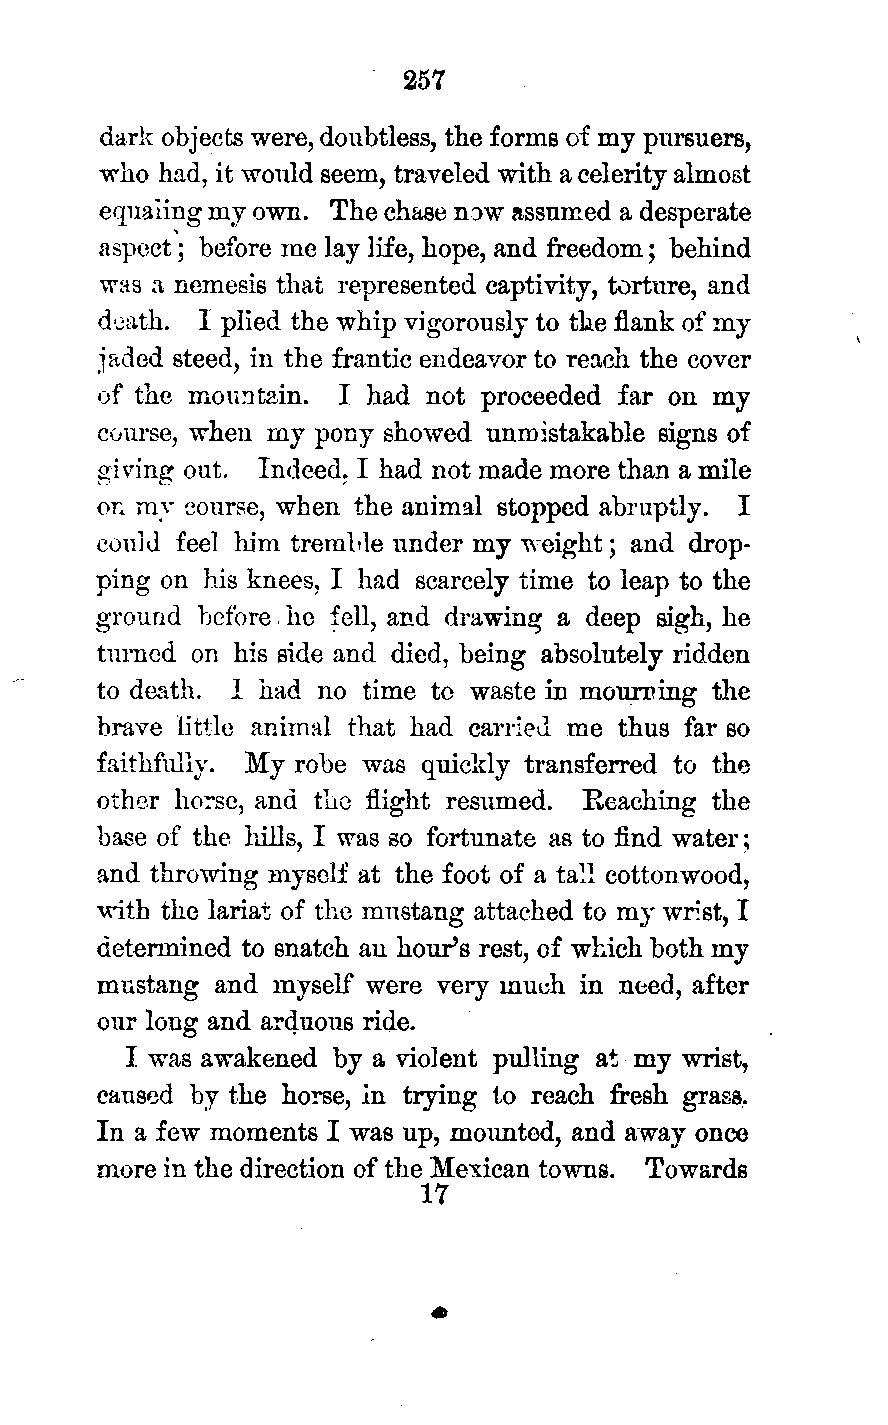 257
dark objects were, doubtless, the forms of my pursuers,
who had, it would seem, traveled with a celerity almost
equaling my own. The chase now assumed a desperate
aspect; before me lay life, hope, and freedom; behind
was a nemesis that represented captivity, torture, and
death. I plied the whip vigorously to the flank of my
jaded steed, in the frantic endeavor to reach the cover
of the mountain. I had not proceeded far on my
course, when my pony showed unmistakable signs of
giving out. Indeed, I had not made more than a mile
on my course, when the animal stopped abruptly. I
could feel him tremble under my weight; and drop-
ping on his knees, I had scarcely time to leap to the
ground before he fell, and drawing a deep sigh, he
turned on his side and died, being absolutely ridden
to death. I had no time to waste in mourning the
brave little animal that had carried me thus far so
faithfully. My robe was quickly transferred to the
other horse, and the flight resumed. Reaching the
base of the hills, I was so fortunate as to find water;
and throwing myself at the foot of a tall cottonwood,
with the lariat of the mustang attached to my wrist, I
determined to snatch an hour's rest, of which both my
mustang and myself were very much in need, after
our long and arduous ride.
I was awakened by a violent pulling at my wrist,
caused by the horse, in trying to reach fresh grass.
In a few moments I was up, mounted, and away once
more in the direction of the Mexican towns. Towards
17